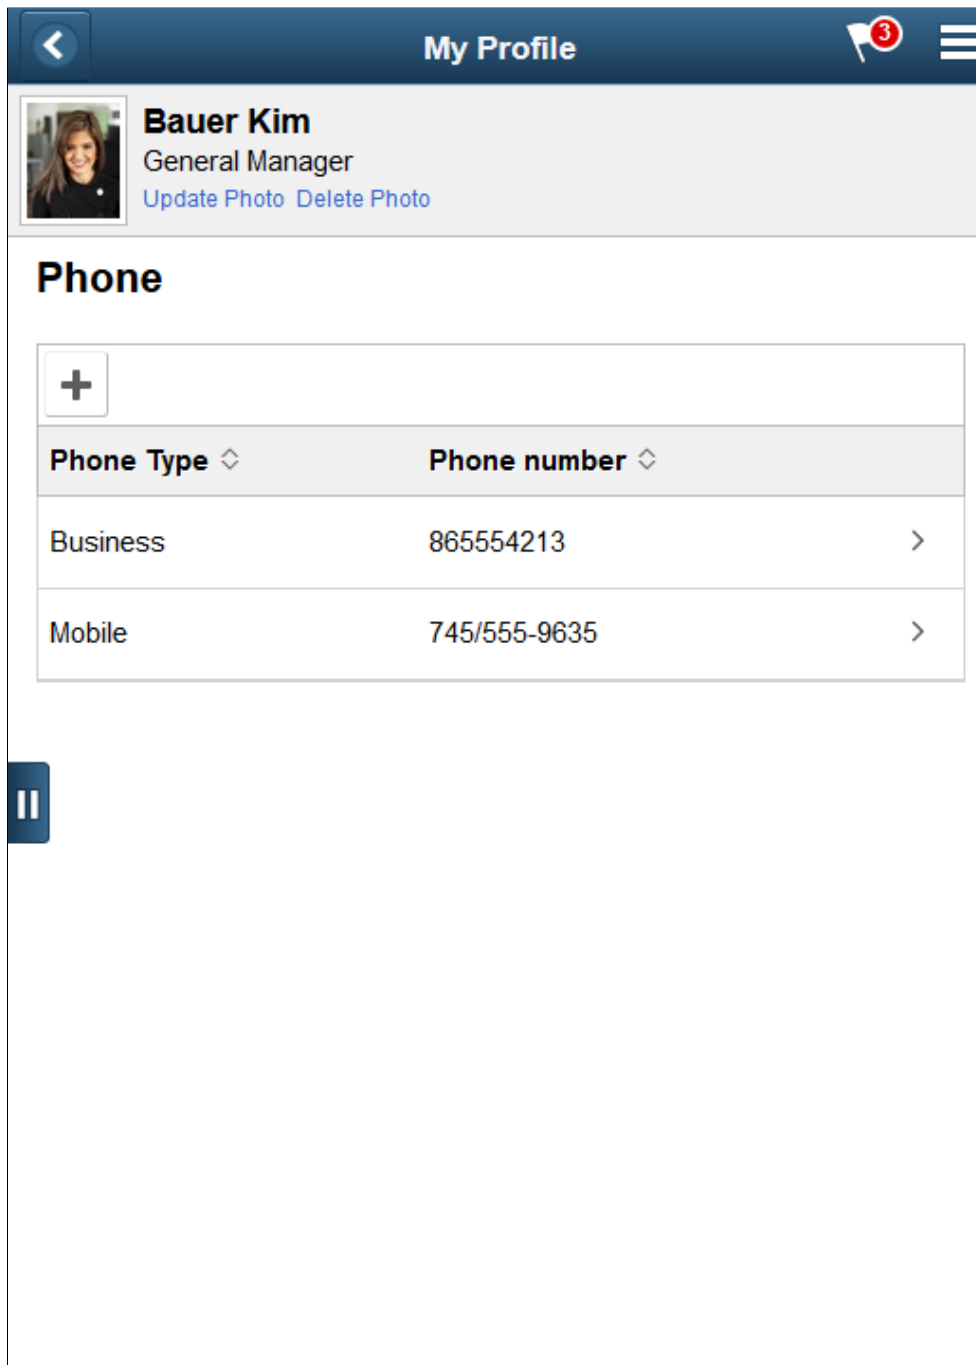 My Profile
3
Bauer Kim
General Manager
Update Photo Delete Photo
Phone
Phone Type Phone number
Business 865554213
Mobile 745/555-9635